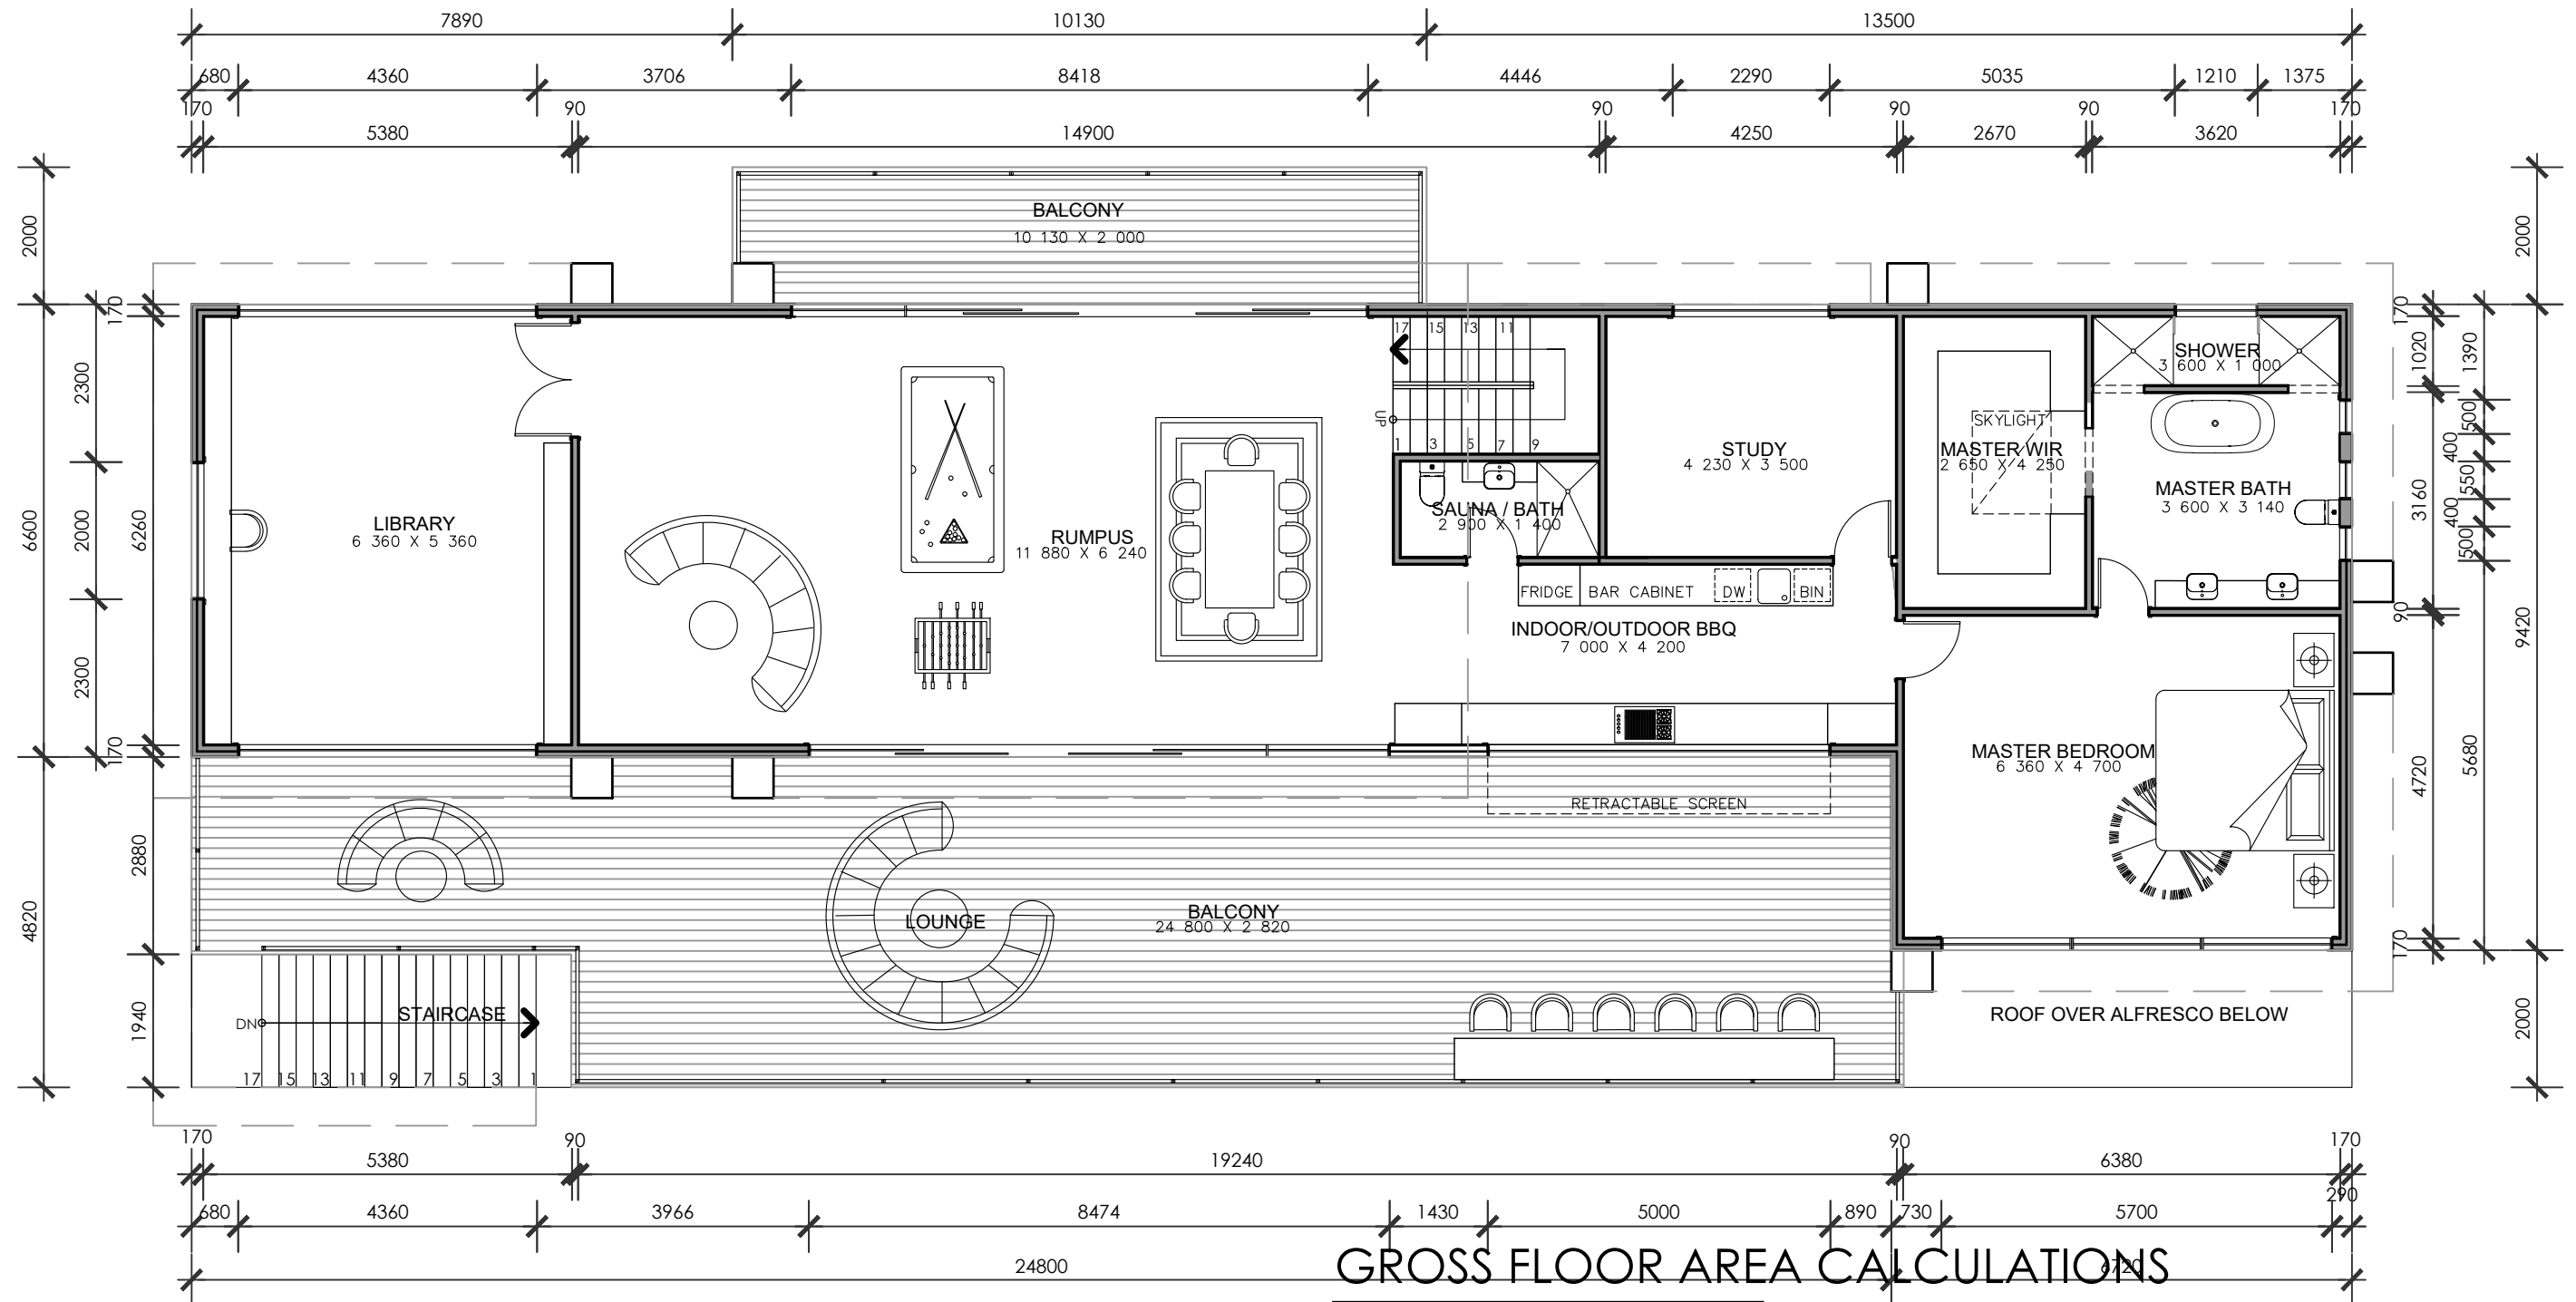 7890 10130 13500
680 4360 3706 8418 4446 2290 5035 1210 1375
170 90 90 90 90 170
5380 14900 4250 2670 3620
2000
6600
4820
2300
2000
2300
170
6260
170
2880
1940
BALCONY
10 130 X 2 000
17 15 13 11
UP
1 3 5 7 9
SHOWER
3 600 X 1 000
SKYLIGHT
MASTER WIR
2 650 X 4 250
STUDY
4 230 X 3 500
MASTER BATH
3 600 X 3 140
SAUNA / BATH
2 900 X 1 400
LIBRARY
6 360 X 5 360
RUMPUS
11 880 X 6 240
FRIDGE BAR CABINET DW BIN
INDOOR/OUTDOOR BBQ
7 000 X 4 200
MASTER BEDROOM
6 360 X 4 700
RETRACTABLE SCREEN
LOUNGE
BALCONY
24 800 X 2 820
STAIRCASE
DN
17 15 13 11 9 7 5 3 1
ROOF OVER ALFRESCO BELOW
170
1020
3160
90
4720
170
1390
500
400
550
400
500
5680
2000
9420
2000
170 90 90 170
5380 19240 6380
290
680 4360 3966 8474 1430 5000 890 730 5700
24800 6720
GROSS FLOOR AREA CALCULATIONS